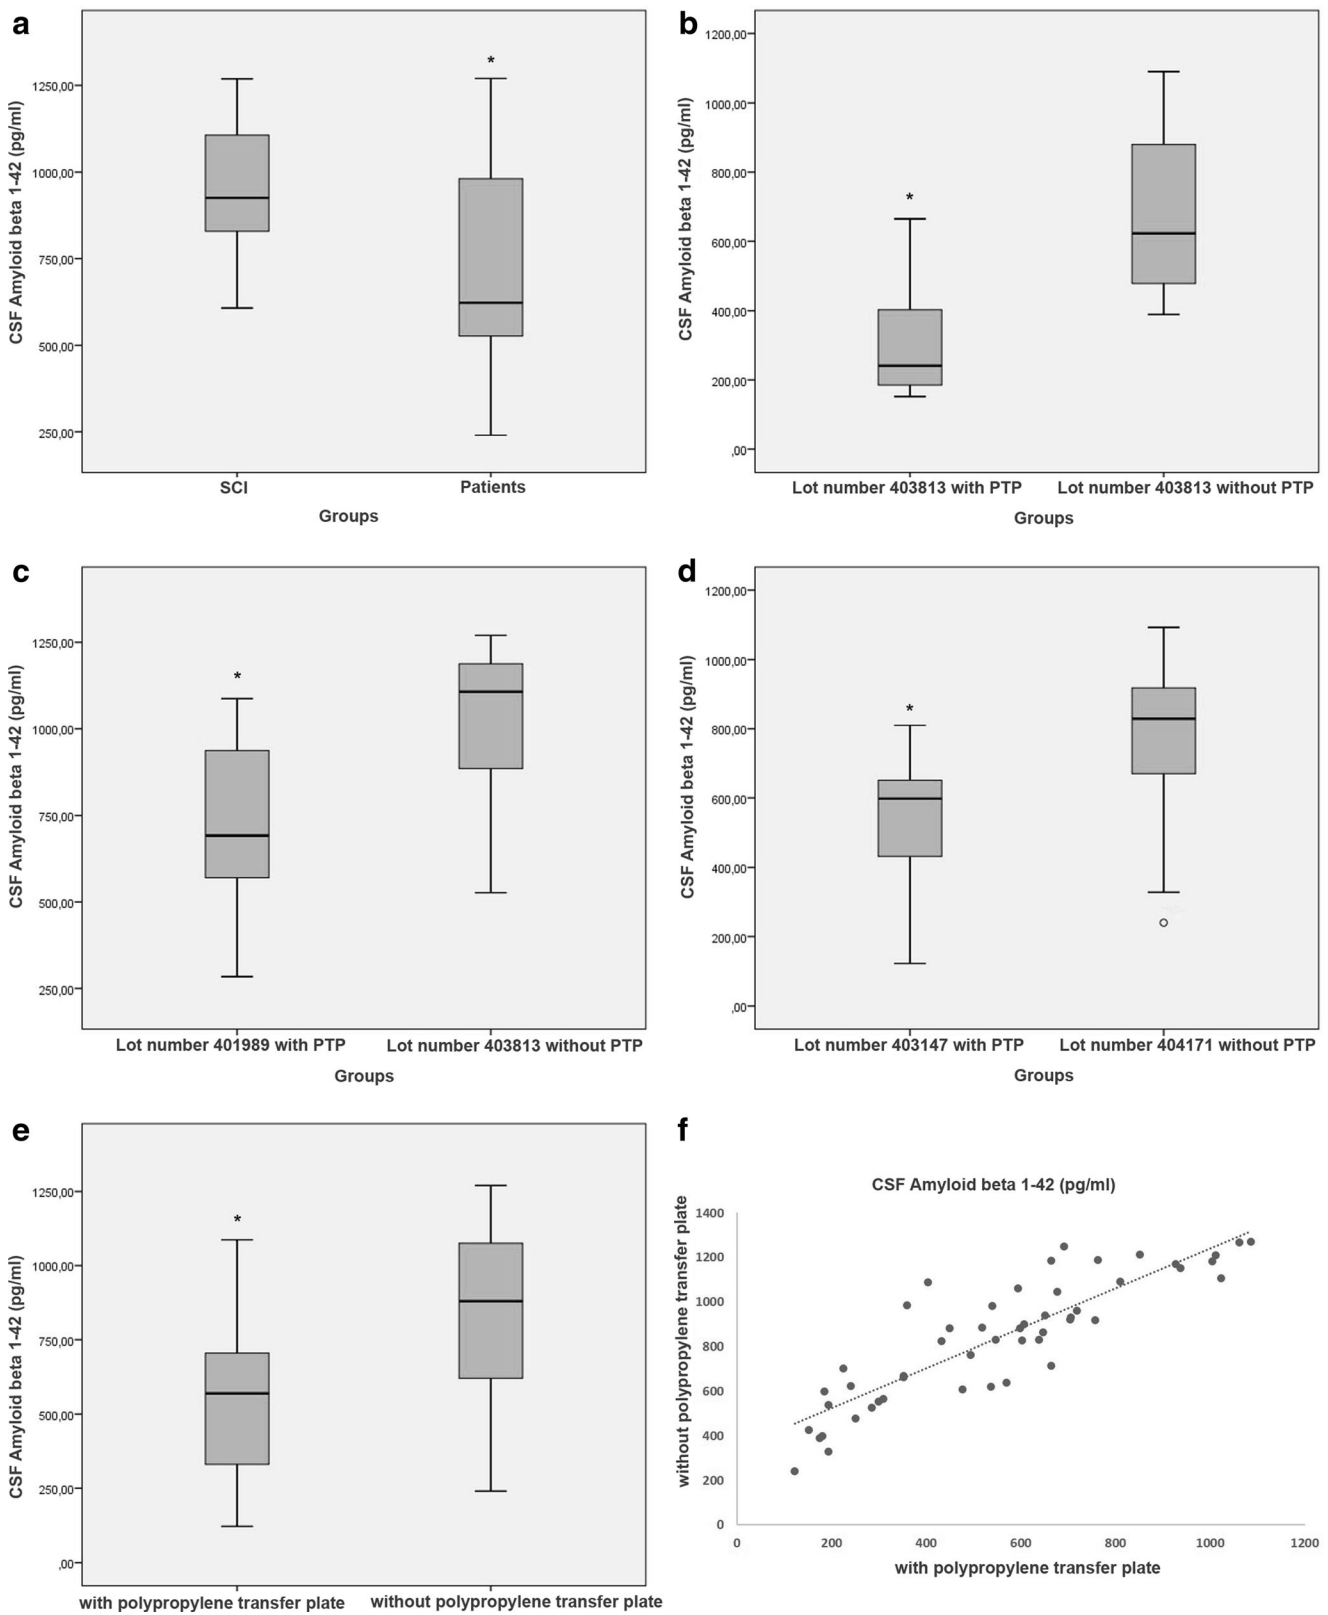 a
CSF Amyloid beta 1-42 (pg/ml)
1250,00
1000,00
750,00
500,00
250,00
*
SCI Patients
Groups
b
CSF Amyloid beta 1-42 (pg/ml)
1200,00
1000,00
800,00
600,00
400,00
200,00
,00
*
Lot number 403813 with PTP Lot number 403813 without PTP
Groups
c
CSF Amyloid beta 1-42 (pg/ml)
1250,00
1000,00
750,00
500,00
250,00
*
Lot number 401989 with PTP Lot number 403813 without PTP
Groups
d
CSF Amyloid beta 1-42 (pg/ml)
1200,00
1000,00
800,00
600,00
400,00
200,00
,00
*
Lot number 403147 with PTP Lot number 404171 without PTP
Groups
e
CSF Amyloid beta 1-42 (pg/ml)
1250,00
1000,00
750,00
500,00
250,00
,00
*
with polypropylene transfer plate without polypropylene transfer plate
f
CSF Amyloid beta 1-42 (pg/ml)
without polypropylene transfer plate
1400
1200
1000
800
600
400
200
0
0 200 400 600 800 1000 1200
with polypropylene transfer plate